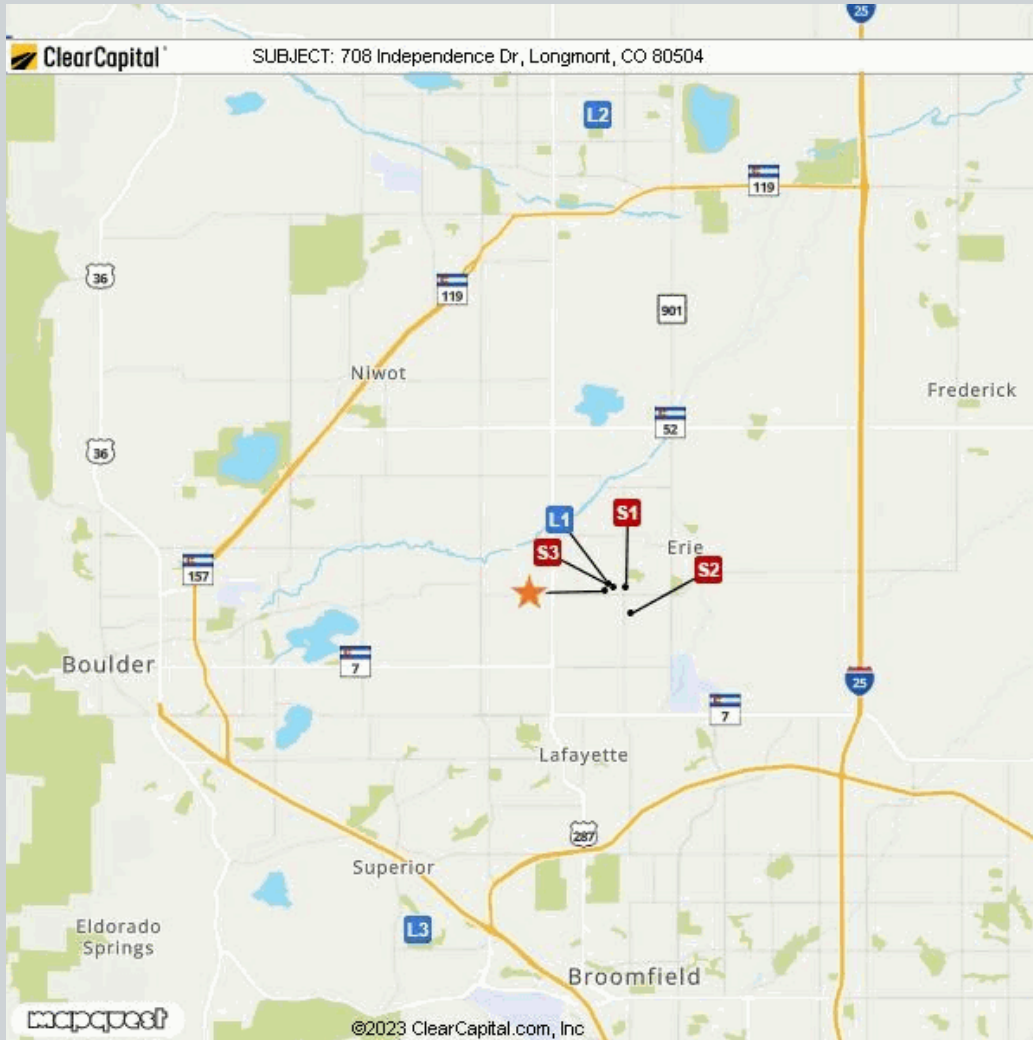 25
ClearCapital
SUBJECT: 708 Independence Dr, Longmont, CO 80504
L2
119
36
119
901
Niwot
Frederick
52
36
L1
S1
S3
Erie
S2
157
Boulder
7
25
7
Lafayette
287
Superior
L3
Eldorado
Springs
Broomfield
mapquest
©2023 ClearCapital.com, Inc